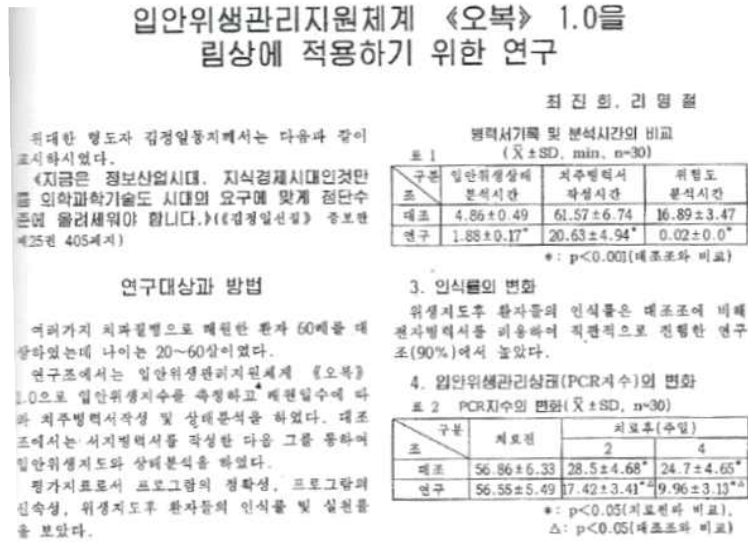 입안위생관리지원체계 《오복》 1.0을
림상에 적용하기 위한 연구
최진희, 리명철
위대한 령도자 김정일동지께서는 다음과 같이
교시하시였다.
《지금은 정보산업시대, 지식경제시대인것만
큼 의학과학기술도 시대의 요구에 맞게 첨단수
준에 올려세워야 합니다.》(《김정일선집》 증보판
제25권 405페지)
연구대상과 방법
여러가지 치과질병으로 래원한 환자 60례를 대
상하였는데 나이는 20~60살이였다.
연구조에서는 입안위생관리지원체계 《오복》
1.0으로 입안위생지수를 측정하고 래원일수에 따
라 치주병력서작성 및 상태분석을 하였다. 대조
조에서는 서지병력서를 작성한 다음 그를 통하여
입안위생지도와 상태분석을 하였다.
평가지표로서 프로그람의 정확성, 프로그람의
신속성, 위생지도후 환자들의 인식률 및 실천률
을 보았다.
병력서기록 및 분석시간의 비교
표 1 (X̄±SD, min, n=30)
구분 입안위생상태 치주병력서 위험도
조 분석시간 작성시간 분석시간
대조 4.86±0.49 61.57±6.74 16.89±3.47
연구 1.88±0.17* 20.63±4.94* 0.02±0.0*
*: p<0.001(대조조와 비교)
3. 인식률의 변화
위생지도후 환자들의 인식률은 대조조에 비해
전자병력서를 리용하여 직관적으로 진행한 연구
조(90%)에서 높았다.
4. 입안위생관리상태(PCR지수)의 변화
표 2 PCR지수의 변화(X̄±SD, n=30)
구분 치료전 치료후(주일)
조 2 4
대조 56.86±6.33 28.5±4.68* 24.7±4.65*
연구 56.55±5.49 17.42±3.41*△ 9.96±3.13*△
*: p<0.05(치료전과 비교),
△: p<0.05(대조조와 비교)